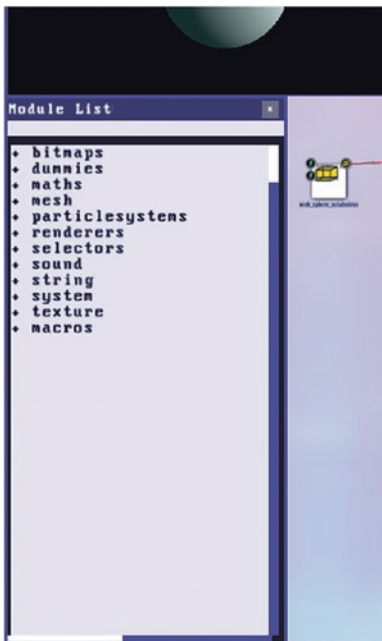 Module List
+ bitmaps
+ dummies
+ maths
+ mesh
+ particlesystems
+ renderers
+ selectors
+ sound
+ string
+ system
+ texture
+ macros